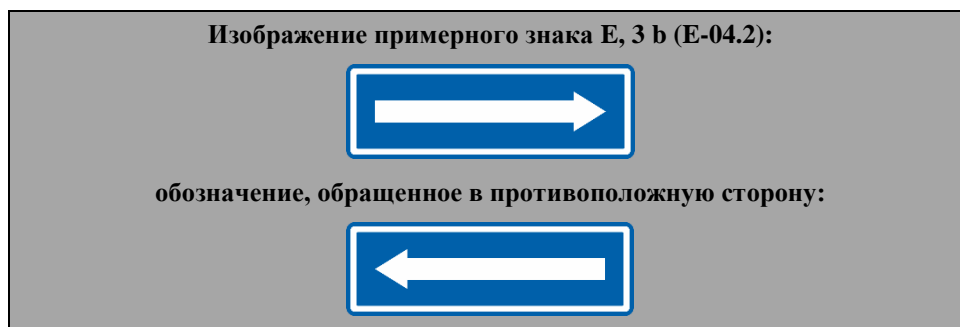 Изображение примерного знака E, 3 b (E-04.2):
обозначение, обращенное в противоположную сторону: